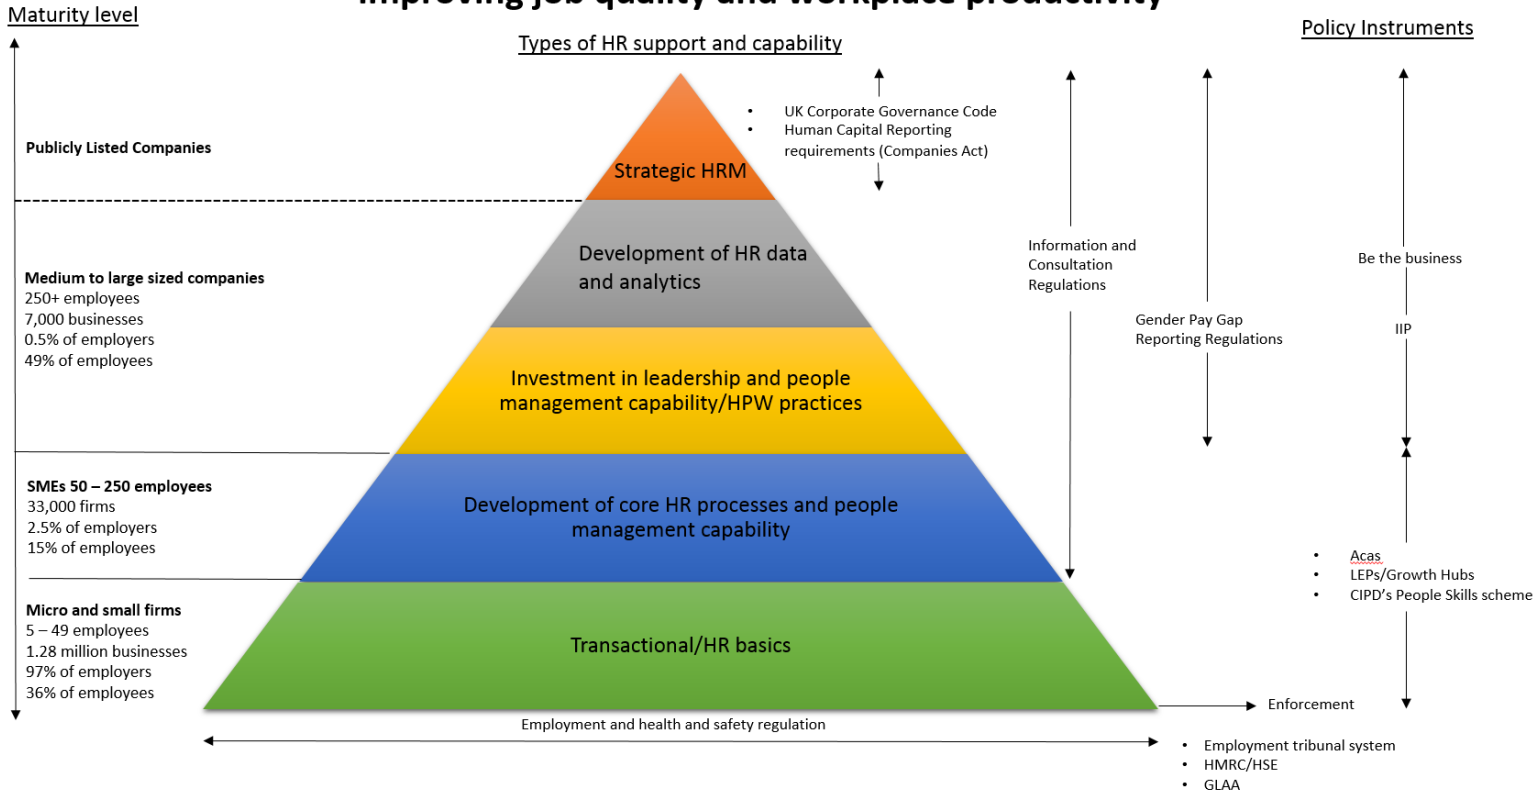 Improving job quality and workplace productivity
Maturity level
Types of HR support and capability
Policy Instruments
Publicly Listed Companies
Medium to large sized companies
250+ employees
7,000 businesses
0.5% of employers
49% of employees
SMEs 50 – 250 employees
33,000 firms
2.5% of employers
15% of employees
Micro and small firms
5 – 49 employees
1.28 million businesses
97% of employers
36% of employees
Strategic HRM
Development of HR data
and analytics
Investment in leadership and people
management capability/HPW practices
Development of core HR processes and people
management capability
Transactional/HR basics
Employment and health and safety regulation
• UK Corporate Governance Code
• Human Capital Reporting
requirements (Companies Act)
Information and
Consultation
Regulations
Gender Pay Gap
Reporting Regulations
Be the business
IIP
• Acas
• LEPs/Growth Hubs
• CIPD’s People Skills scheme
Enforcement
• Employment tribunal system
• HMRC/HSE
• GLAA